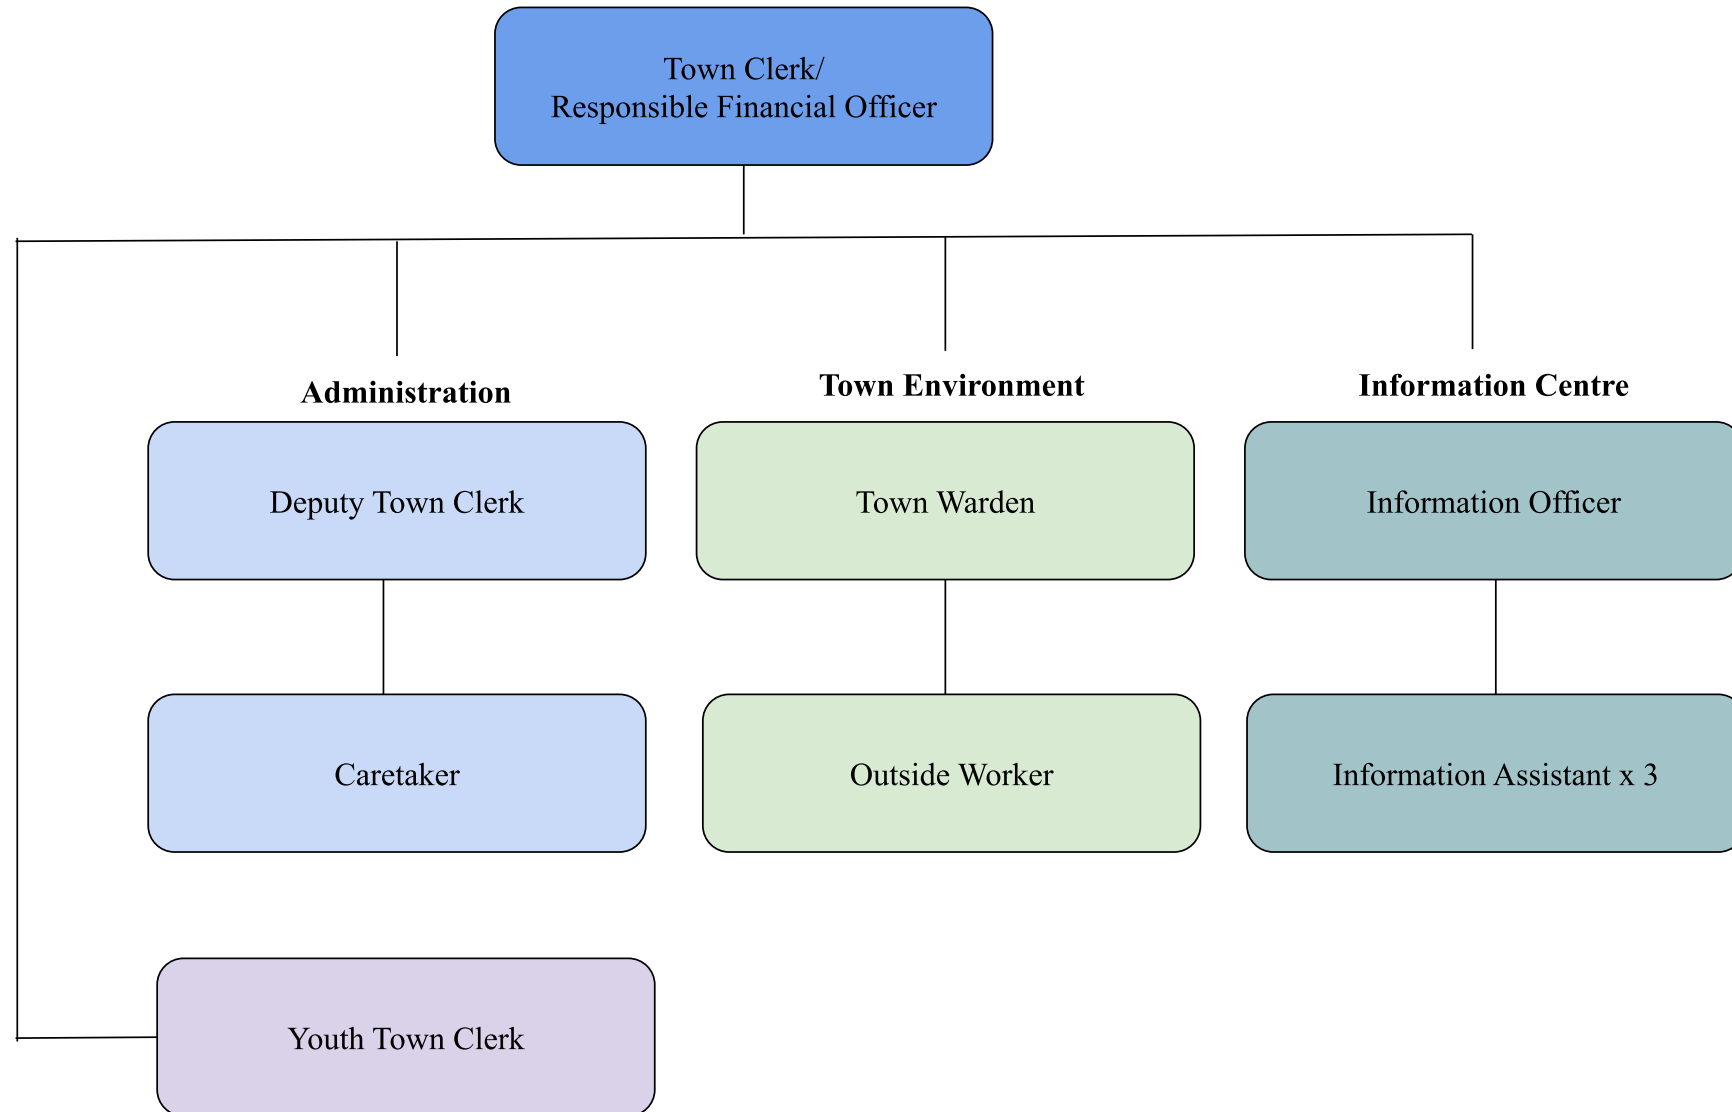 Town Clerk/
Responsible Financial Officer
Administration
Town Environment
Information Centre
Deputy Town Clerk
Town Warden
Information Officer
Caretaker
Outside Worker
Information Assistant x 3
Youth Town Clerk